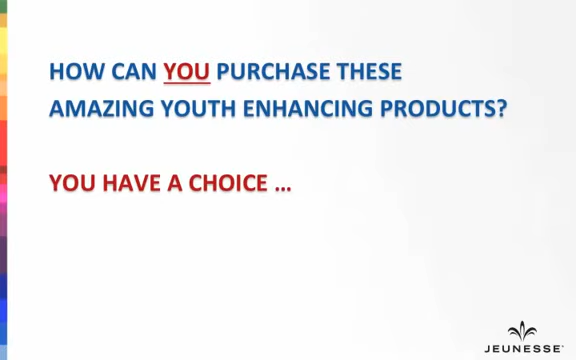 HOW CAN YOU PURCHASE THESE
AMAZING YOUTH ENHANCING PRODUCTS?
YOU HAVE A CHOICE ...
JEUNESSE